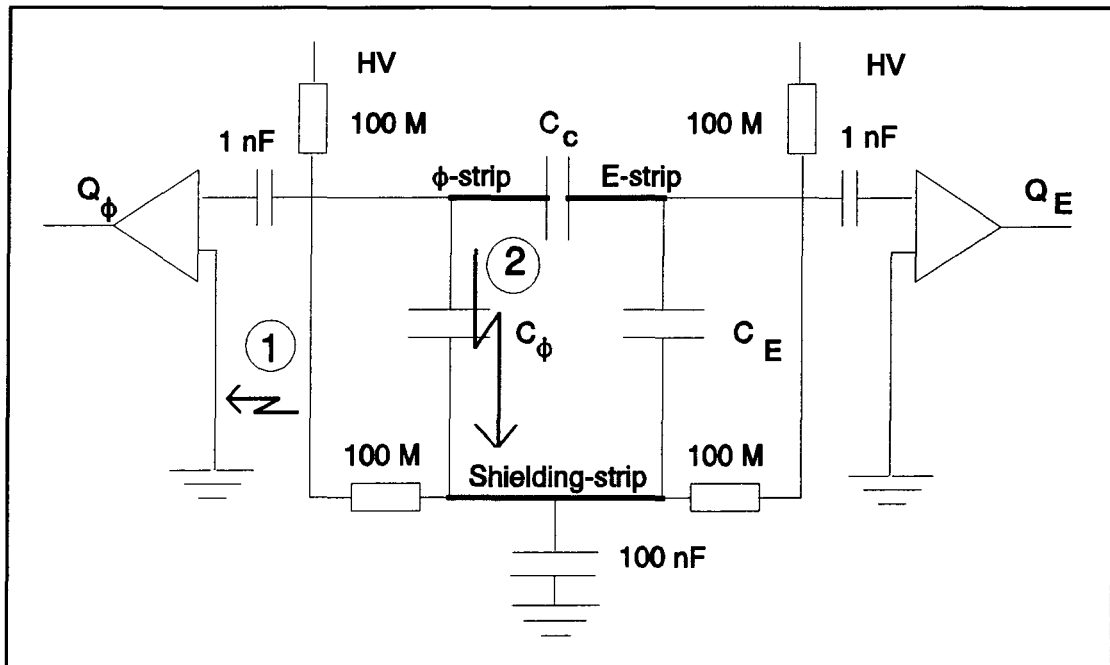 HV
HV
100 M
100 M
1 nF
1 nF
C_c
ϕ-strip
E-strip
Q_ϕ
Q_E
2
1
C_ϕ
C_E
100 M
100 M
Shielding-strip
100 nF